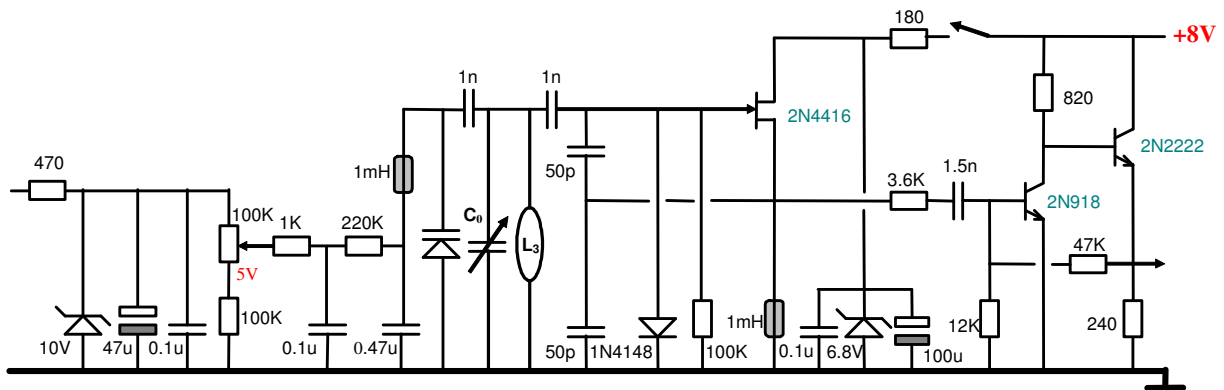 180
+8V
1n
1n
820
2N4416
2N2222
470
1mH
50p
3.6K
1.5n
2N918
100K
1K
220K
C₀
L₃
47K
5V
100K
1mH
12K
240
10V
47u
0.1u
0.1u
0.47u
50p
1N4148
100K
0.1u
6.8V
100u